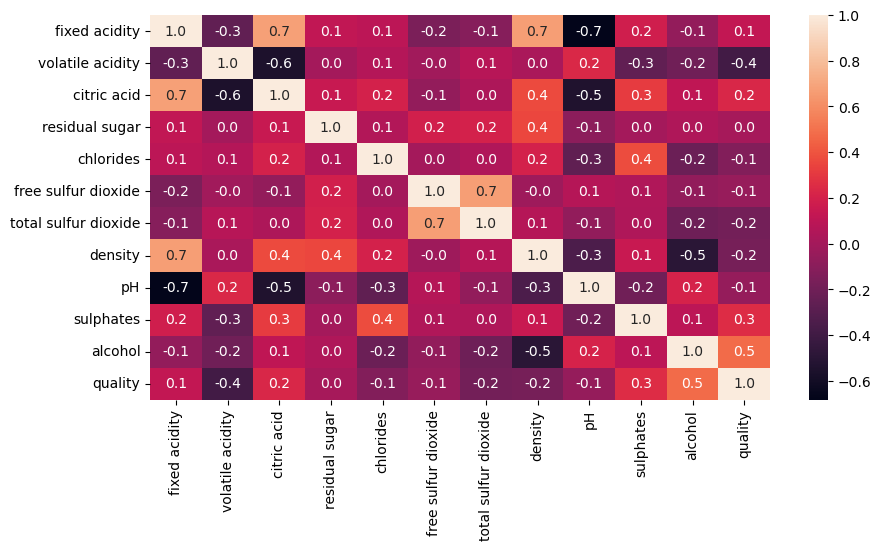 fixed acidity 1.0 -0.3 0.7 0.1 0.1 -0.2 -0.1 0.7 -0.7 0.2 -0.1 0.1
volatile acidity -0.3 1.0 -0.6 0.0 0.1 -0.0 0.1 0.0 0.2 -0.3 -0.2 -0.4
citric acid 0.7 -0.6 1.0 0.1 0.2 -0.1 0.0 0.4 -0.5 0.3 0.1 0.2
residual sugar 0.1 0.0 0.1 1.0 0.1 0.2 0.2 0.4 -0.1 0.0 0.0 0.0
chlorides 0.1 0.1 0.2 0.1 1.0 0.0 0.0 0.2 -0.3 0.4 -0.2 -0.1
free sulfur dioxide -0.2 -0.0 -0.1 0.2 0.0 1.0 0.7 -0.0 0.1 0.1 -0.1 -0.1
total sulfur dioxide -0.1 0.1 0.0 0.2 0.0 0.7 1.0 0.1 -0.1 0.0 -0.2 -0.2
density 0.7 0.0 0.4 0.4 0.2 -0.0 0.1 1.0 -0.3 0.1 -0.5 -0.2
pH -0.7 0.2 -0.5 -0.1 -0.3 0.1 -0.1 -0.3 1.0 -0.2 0.2 -0.1
sulphates 0.2 -0.3 0.3 0.0 0.4 0.1 0.0 0.1 -0.2 1.0 0.1 0.3
alcohol -0.1 -0.2 0.1 0.0 -0.2 -0.1 -0.2 -0.5 0.2 0.1 1.0 0.5
quality 0.1 -0.4 0.2 0.0 -0.1 -0.1 -0.2 -0.2 -0.1 0.3 0.5 1.0
fixed acidity
volatile acidity
citric acid
residual sugar
chlorides
free sulfur dioxide
total sulfur dioxide
density
pH
sulphates
alcohol
quality
1.0
0.8
0.6
0.4
0.2
0.0
−0.2
−0.4
−0.6